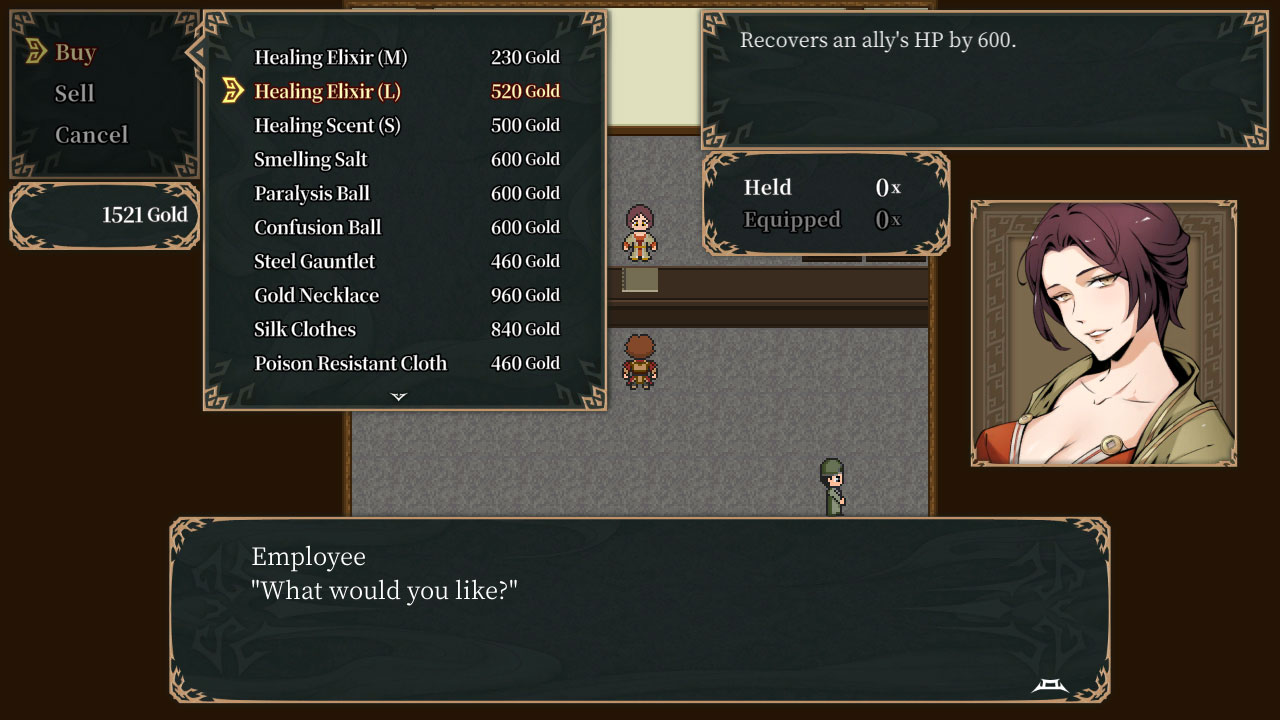 Buy
Sell
Cancel
1521 Gold
Healing Elixir (M) 230 Gold
Healing Elixir (L) 520 Gold
Healing Scent (S) 500 Gold
Smelling Salt 600 Gold
Paralysis Ball 600 Gold
Confusion Ball 600 Gold
Steel Gauntlet 460 Gold
Gold Necklace 960 Gold
Silk Clothes 840 Gold
Poison Resistant Cloth 460 Gold
Recovers an ally's HP by 600.
Held 0x
Equipped 0x
Employee
"What would you like?"